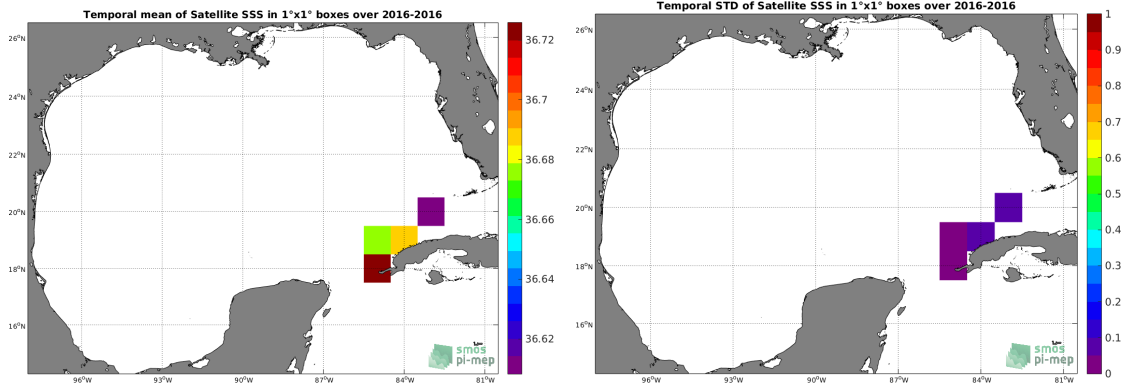 Temporal mean of Satellite SSS in 1°x1° boxes over 2016-2016
26°N
24°N
22°N
20°N
18°N
16°N
96°W
93°W
90°W
87°W
84°W
81°W
36.72
36.7
36.68
36.66
36.64
36.62
smos
pi-mep
Temporal STD of Satellite SSS in 1°x1° boxes over 2016-2016
26°N
24°N
22°N
20°N
18°N
16°N
96°W
93°W
90°W
87°W
84°W
81°W
1
0.9
0.8
0.7
0.6
0.5
0.4
0.3
0.2
0.1
0
smos
pi-mep